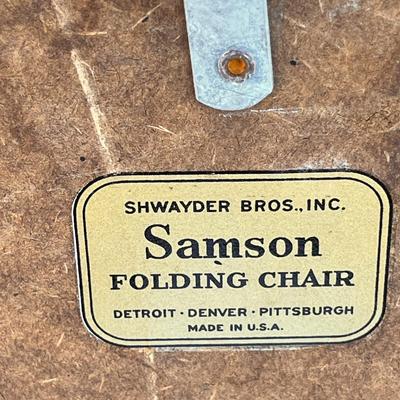 SHWAYDER BROS., INC.
Samson
FOLDING CHAIR
DETROIT · DENVER · PITTSBURGH
MADE IN U.S.A.